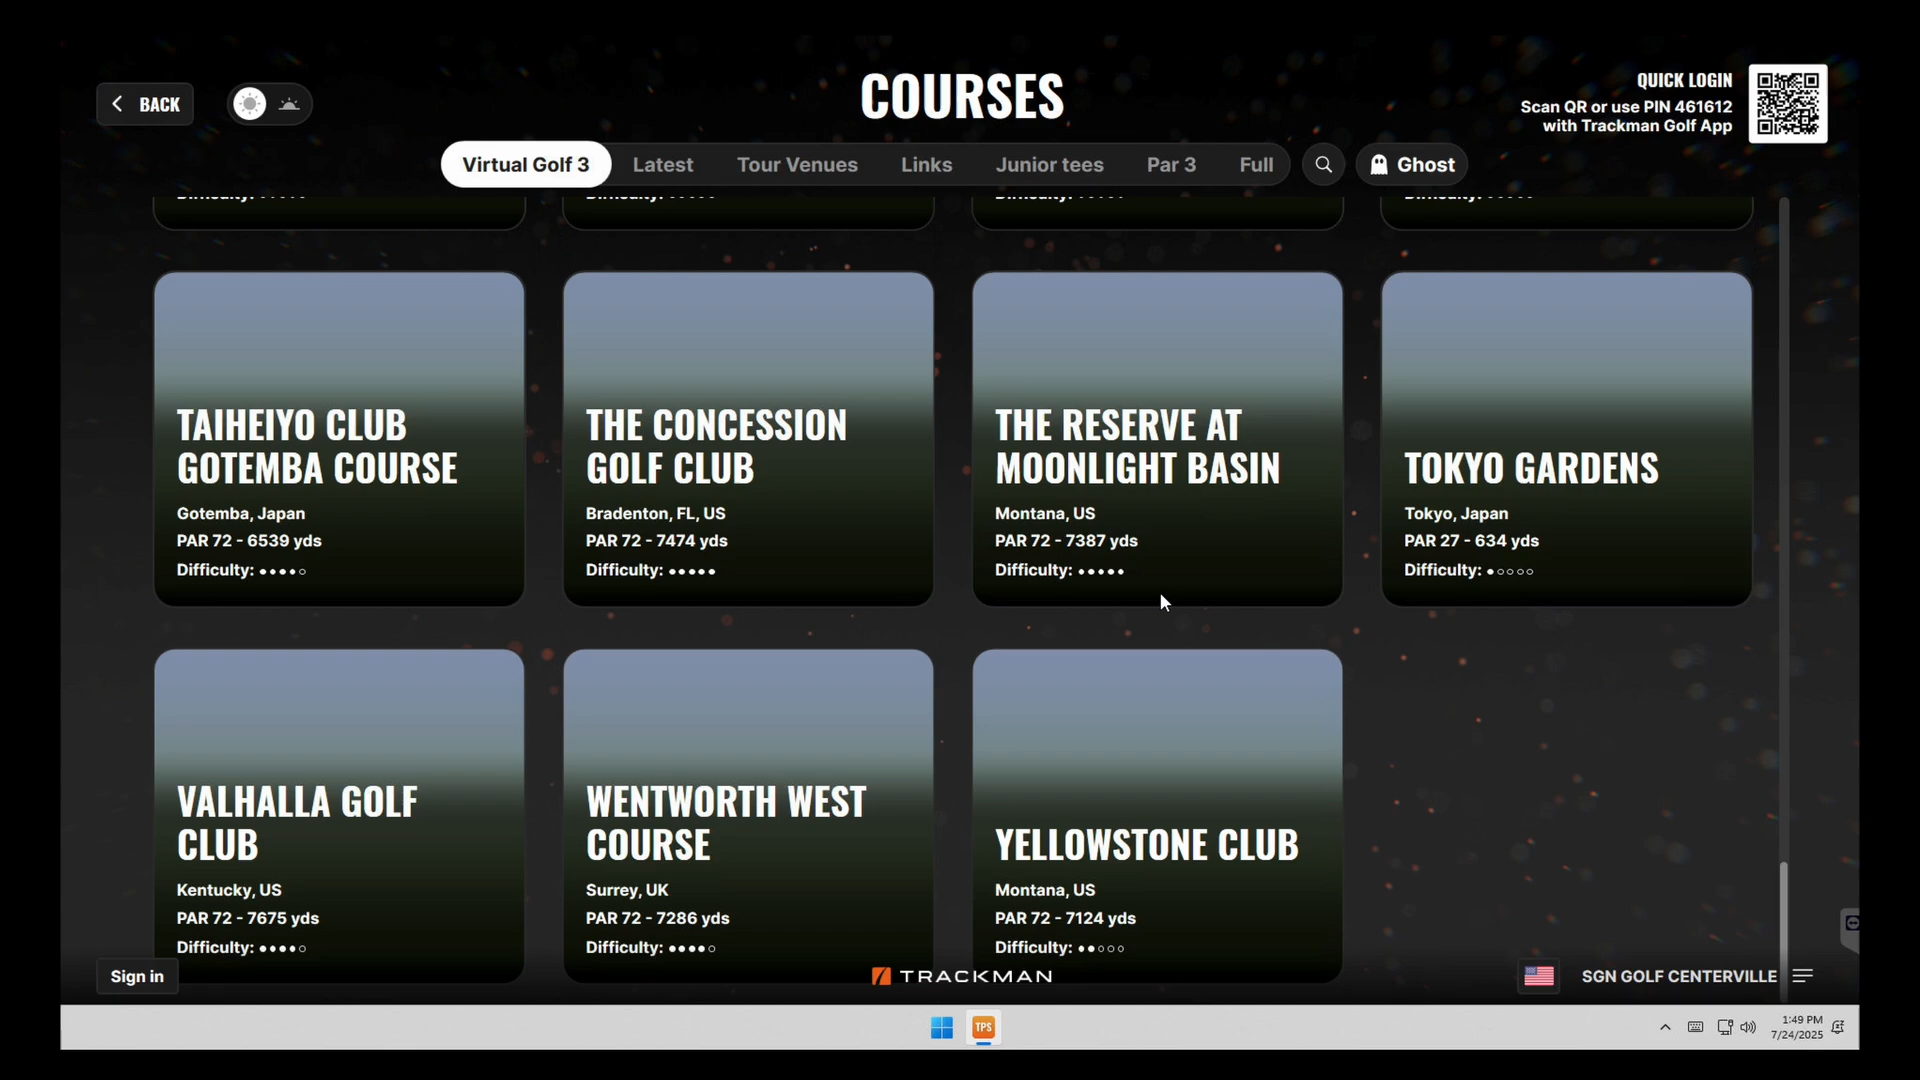 COURSES
BACK
QUICK LOGIN
Scan QR or use PIN 461612
with Trackman Golf App
Virtual Golf 3
Latest
Tour Venues
Links
Junior tees
Par 3
Full
Ghost
TAIHEIYO CLUB
GOTEMBA COURSE
Gotemba, Japan
PAR 72 - 6539 yds
Difficulty:
THE CONCESSION
GOLF CLUB
Bradenton, FL, US
PAR 72 - 7474 yds
Difficulty:
THE RESERVE AT
MOONLIGHT BASIN
Montana, US
PAR 72 - 7387 yds
Difficulty:
TOKYO GARDENS
Tokyo, Japan
PAR 27 - 634 yds
Difficulty:
VALHALLA GOLF
CLUB
Kentucky, US
PAR 72 - 7675 yds
Difficulty:
WENTWORTH WEST
COURSE
Surrey, UK
PAR 72 - 7286 yds
Difficulty:
YELLOWSTONE CLUB
Montana, US
PAR 72 - 7124 yds
Difficulty:
Sign in
TRACKMAN
SGN GOLF CENTERVILLE
TPS
1:49 PM
7/24/2025